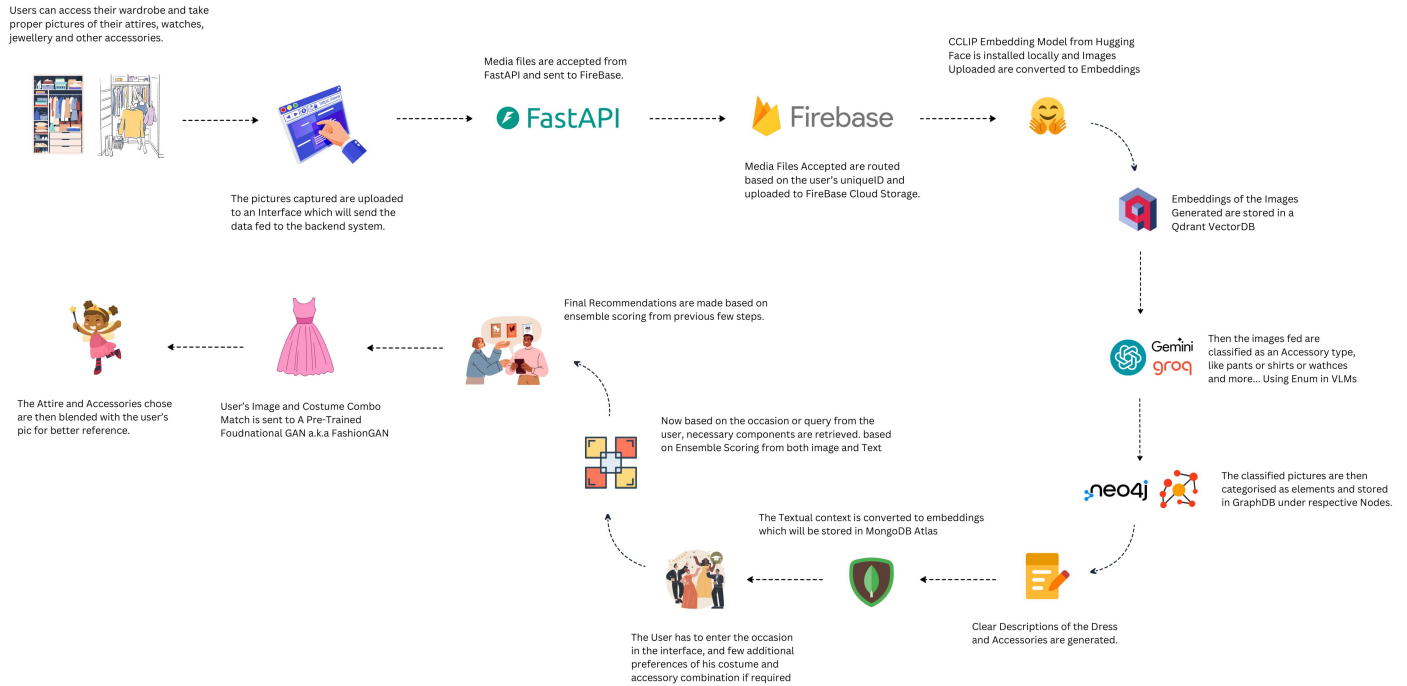 Users can access their wardrobe and take
proper pictures of their attires, watches,
jewellery and other accessories.
The pictures captured are uploaded
to an Interface which will send the
data fed to the backend system.
Media files are accepted from
FastAPI and sent to FireBase.
FastAPI
Firebase
Media Files Accepted are routed
based on the user's uniqueID and
uploaded to FireBase Cloud Storage.
CCLIP Embedding Model from Hugging
Face is installed locally and Images
Uploaded are converted to Embeddings
Embeddings of the Images
Generated are stored in a
Qdrant VectorDB
Gemini
groq
Then the images fed are
classified as an Accessory type,
like pants or shirts or wathces
and more... Using Enum in VLMs
neo4j
The classified pictures are then
categorised as elements and stored
in GraphDB under respective Nodes.
Clear Descriptions of the Dress
and Accessories are generated.
The Textual context is converted to embeddings
which will be stored in MongoDB Atlas
The User has to enter the occasion
in the interface, and few additional
preferences of his costume and
accessory combination if required
Now based on the occasion or query from the
user, necessary components are retrieved. based
on Ensemble Scoring from both image and Text
Final Recommendations are made based on
ensemble scoring from previous few steps.
User's Image and Costume Combo
Match is sent to A Pre-Trained
Foudnational GAN a.k.a FashionGAN
The Attire and Accessories chose
are then blended with the user's
pic for better reference.